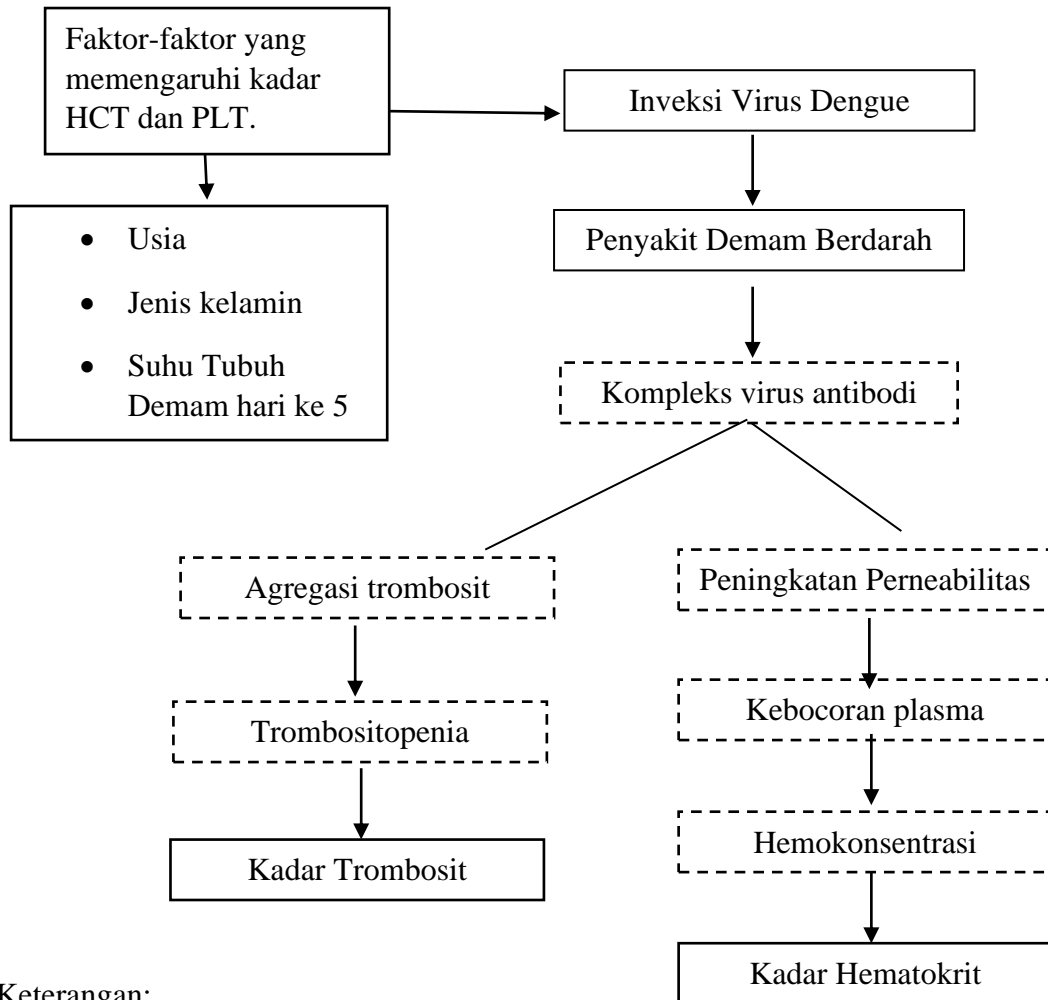 Faktor-faktor yang
memengaruhi kadar
HCT dan PLT.
Inveksi Virus Dengue
• Usia
• Jenis kelamin
• Suhu Tubuh
Demam hari ke 5
Penyakit Demam Berdarah
Kompleks virus antibodi
Agregasi trombosit
Peningkatan Perneabilitas
Trombositopenia
Kebocoran plasma
Kadar Trombosit
Hemokonsentrasi
Kadar Hematokrit
Keterangan: